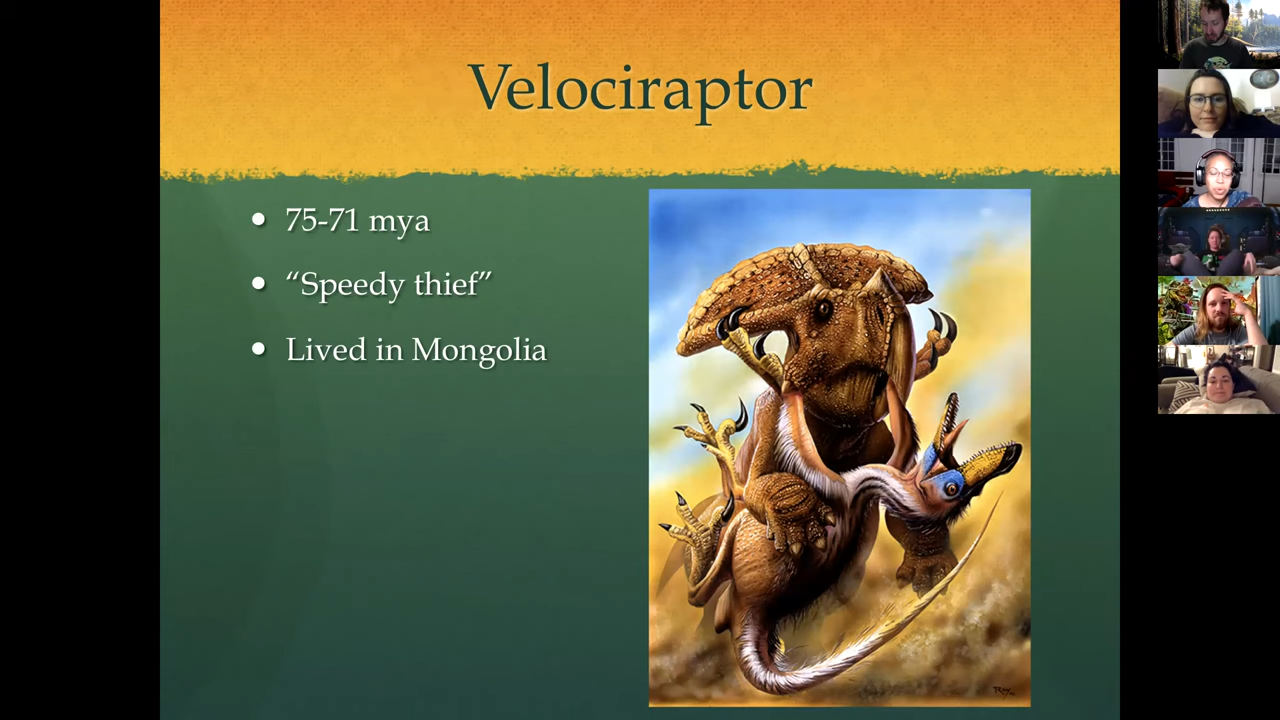 Velociraptor
• 75-71 mya
• “Speedy thief”
• Lived in Mongolia